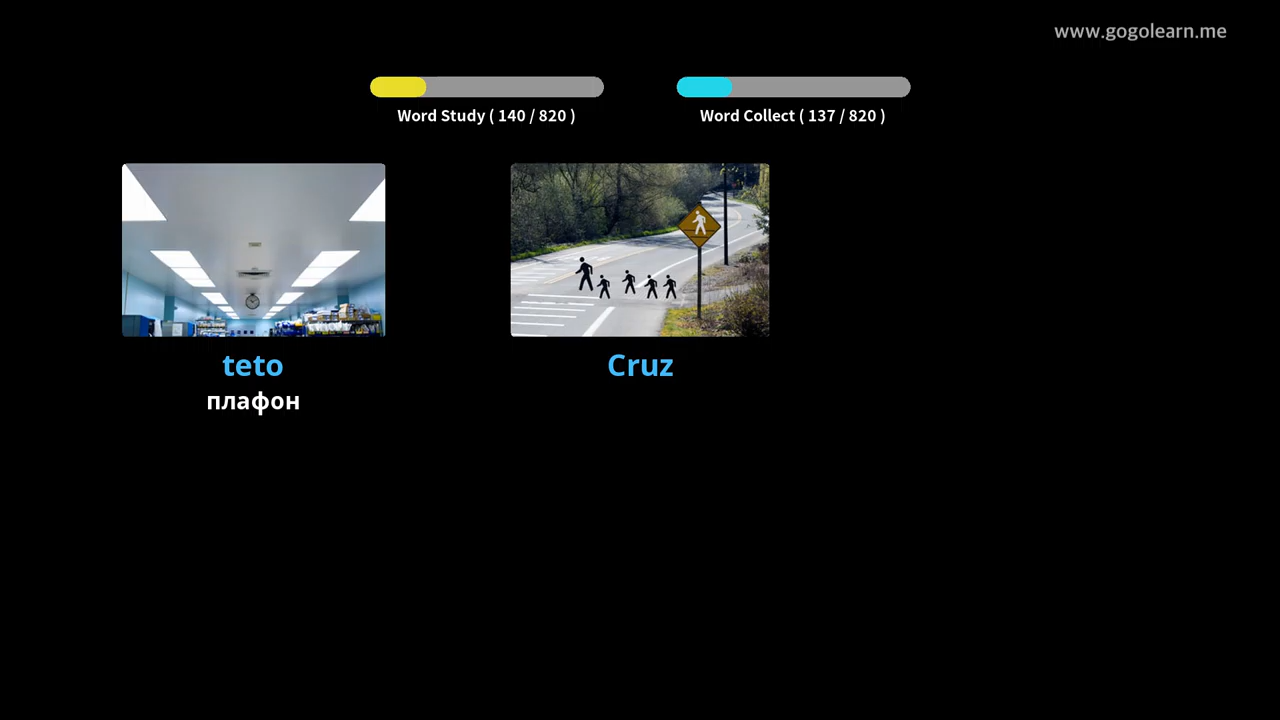 www.gogolearn.me
Word Study ( 140 / 820 )
Word Collect ( 137 / 820 )
teto
плафон
Cruz